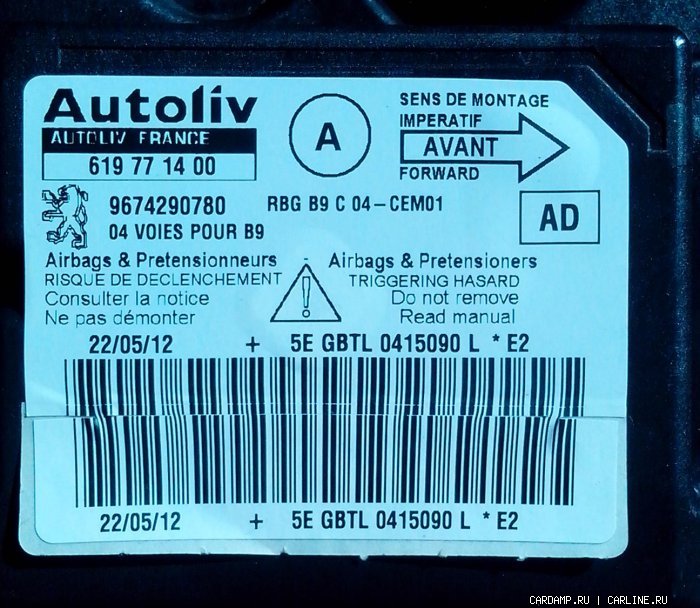 Autoliv
AUTOLIV FRANCE
619 77 14 00
A
SENS DE MONTAGE
IMPERATIF
AVANT
FORWARD
9674290780 RBG B9 C 04-CEM01
04 VOIES POUR B9
AD
Airbags & Pretensionneurs
RISQUE DE DECLENCHEMENT
Consulter la notice
Ne pas démonter
!
Airbags & Pretensioners
TRIGGERING HASARD
Do not remove
Read manual
22/05/12 + 5E GBTL 0415090 L * E2
22/05/12 + 5E GBTL 0415090 L * E2
CARDAMP.RU | CARLINE.RU